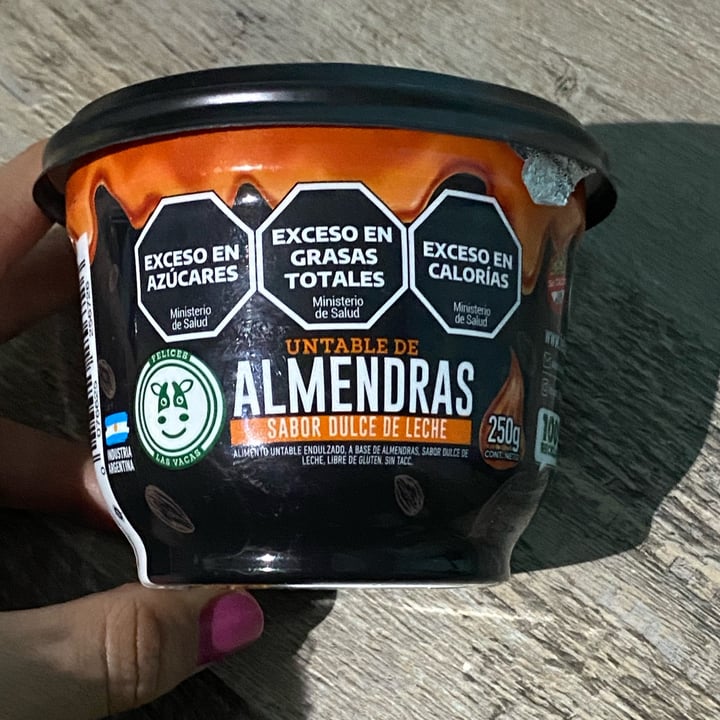 EXCESO EN
AZÚCARES
Ministerio
de Salud
EXCESO EN
GRASAS
TOTALES
Ministerio
de Salud
EXCESO EN
CALORÍAS
Ministerio
de Salud
UNTABLE DE
ALMENDRAS
SABOR DULCE DE LECHE
ALIMENTO UNTABLE ENDULZADO, A BASE DE ALMENDRAS, SABOR DULCE DE
LECHE, LIBRE DE GLUTEN, SIN TACC.
FELICES
LAS VACAS
INDUSTRIA
ARGENTINA
250g
CONT. NETO